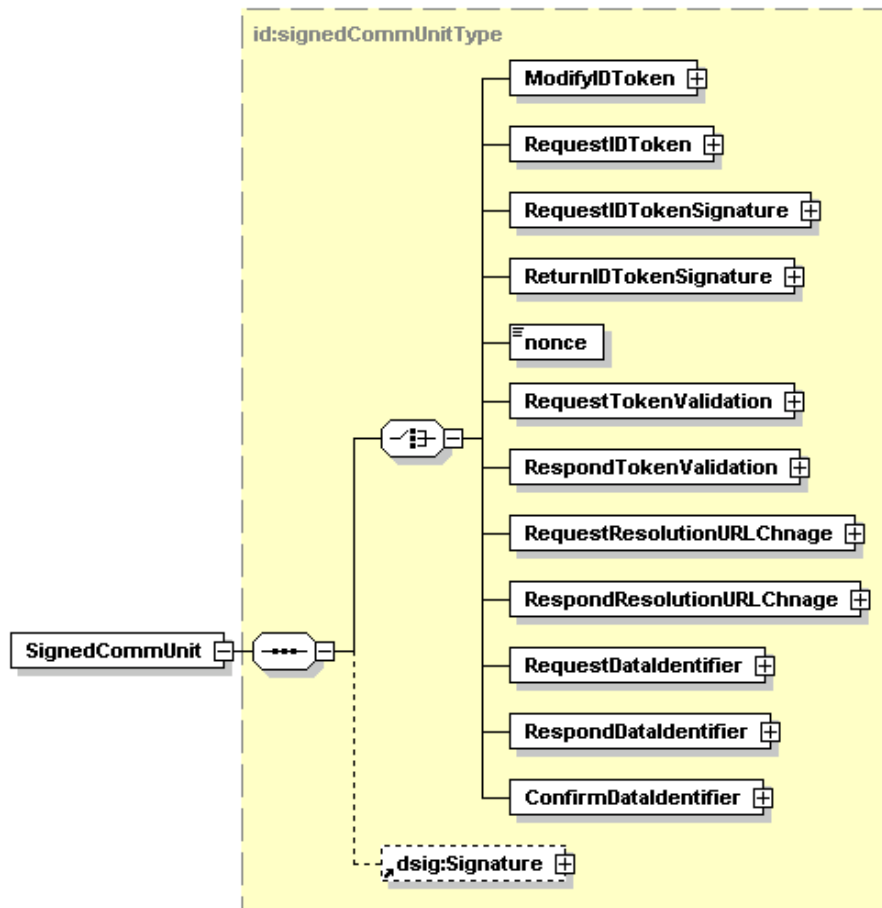 id:signedCommUnitType
ModifyIDToken
RequestIDToken
RequestIDTokenSignature
ReturnIDTokenSignature
nonce
RequestTokenValidation
RespondTokenValidation
RequestResolutionURLChnage
RespondResolutionURLChnage
SignedCommUnit
RequestDataIdentifier
RespondDataIdentifier
ConfirmDataIdentifier
dsig:Signature